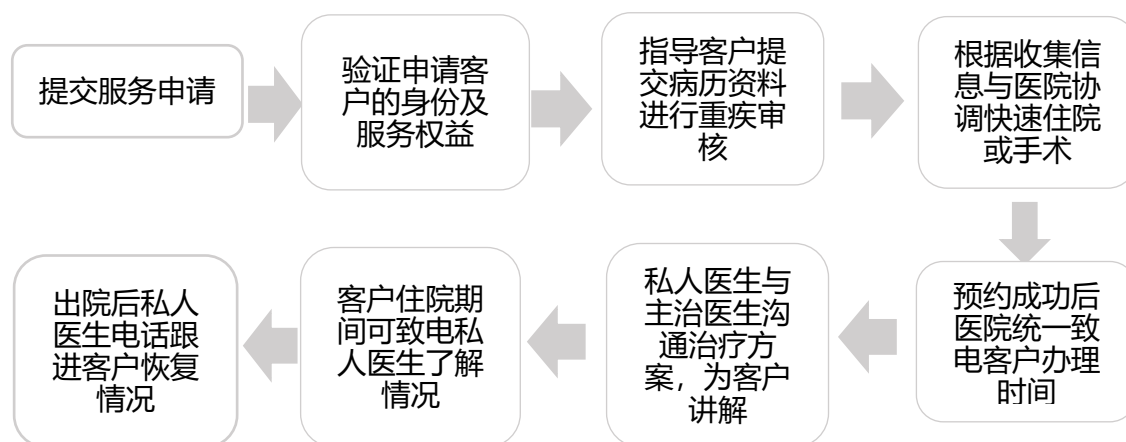 提交服务申请
验证申请客
户的身份及
服务权益
指导客户提
交病历资料
进行重疾审
核
根据收集信
息与医院协
调快速住院
或手术
预约成功后
医院统一致
电客户办理
时间
私人医生与
主治医生沟
通治疗方
案，为客户
讲解
客户住院期
间可致电私
人医生了解
情况
出院后私人
医生电话跟
进客户恢复
情况